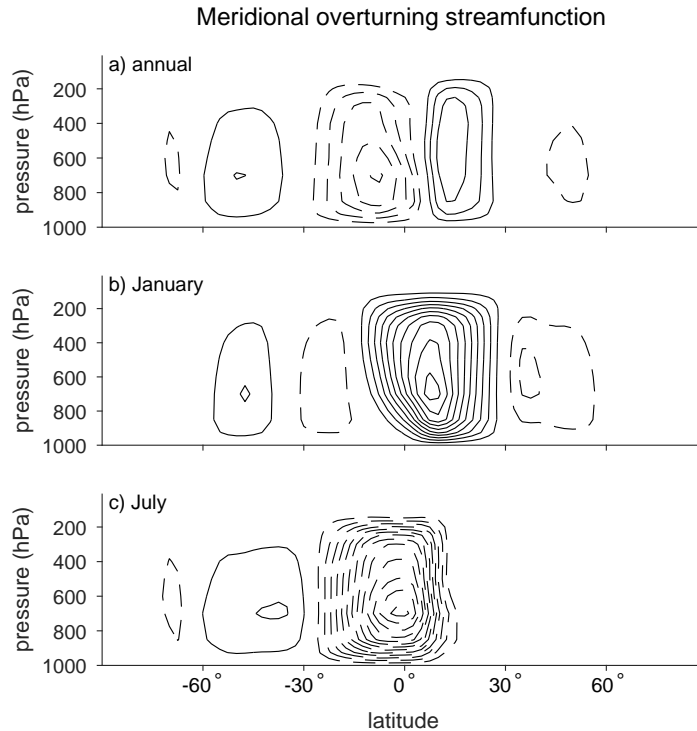 Meridional overturning streamfunction
a) annual
pressure (hPa)
200
400
600
800
1000
b) January
pressure (hPa)
200
400
600
800
1000
c) July
pressure (hPa)
200
400
600
800
1000
-60° -30° 0° 30° 60°
latitude